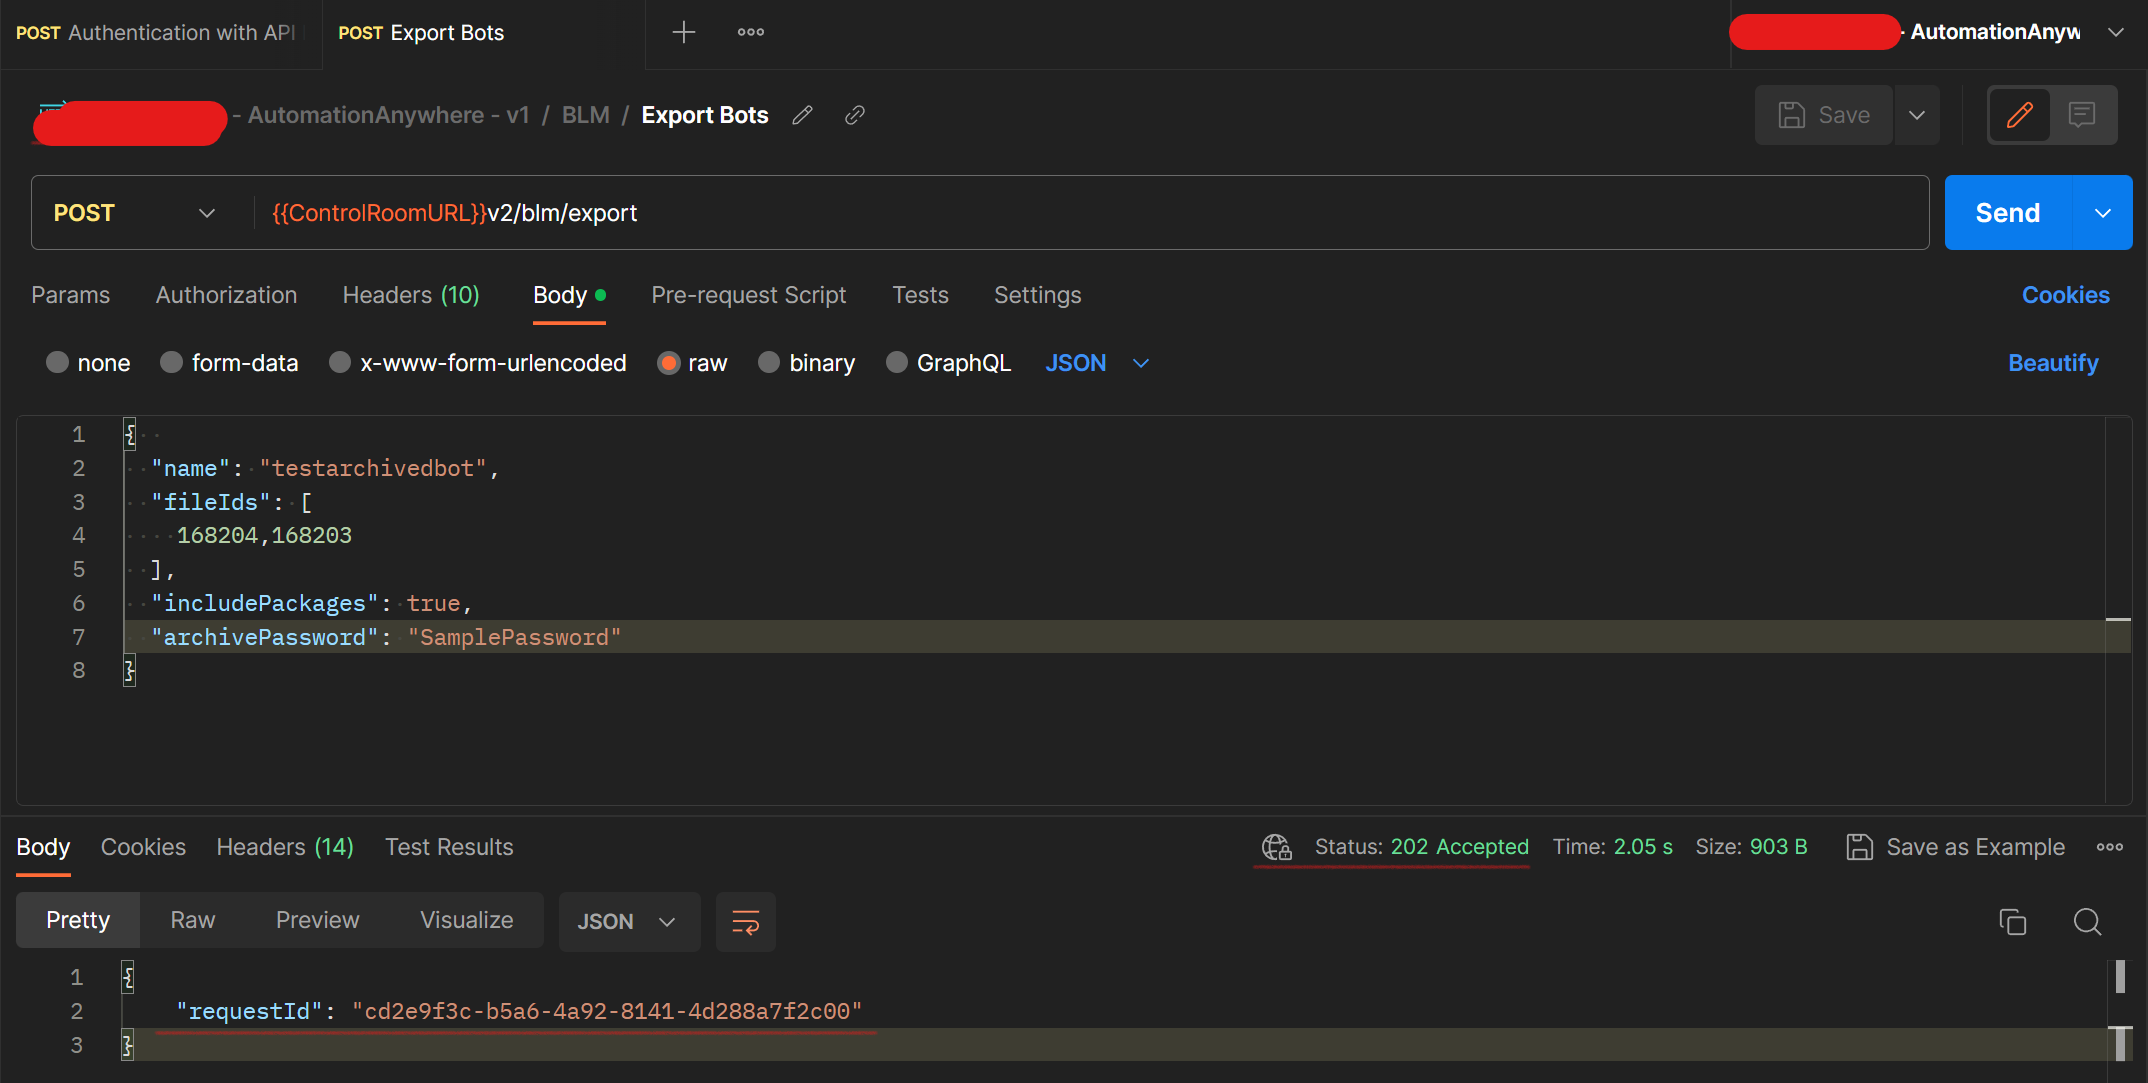 POST Authentication with API
POST Export Bots
- AutomationAnyw
- AutomationAnywhere - v1 / BLM / Export Bots
Save
POST
{{ControlRoomURL}}v2/blm/export
Send
Params Authorization Headers (10) Body Pre-request Script Tests Settings Cookies
none form-data x-www-form-urlencoded raw binary GraphQL JSON Beautify
1 {
2 "name": "testarchivedbot",
3 "fileIds": [
4 168204,168203
5 ],
6 "includePackages": true,
7 "archivePassword": "SamplePassword"
8 }
Body Cookies Headers (14) Test Results Status: 202 Accepted Time: 2.05 s Size: 903 B Save as Example
Pretty Raw Preview Visualize JSON
1 {
2 "requestId": "cd2e9f3c-b5a6-4a92-8141-4d288a7f2c00"
3 }